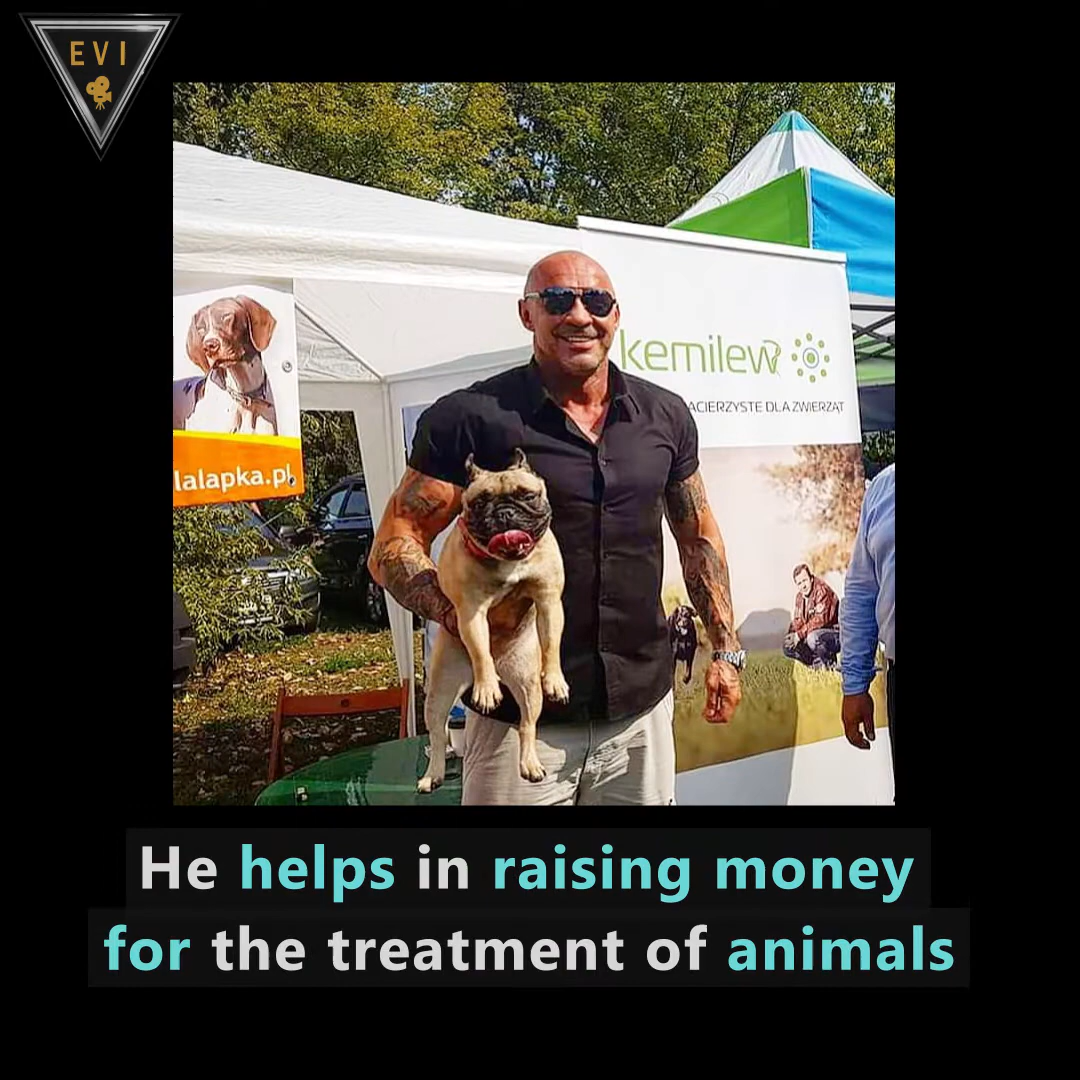 EVI
kemilew
ACIERZYSTE DLA ZWIERZĄT
lalapka.pl
He helps in raising money
for the treatment of animals